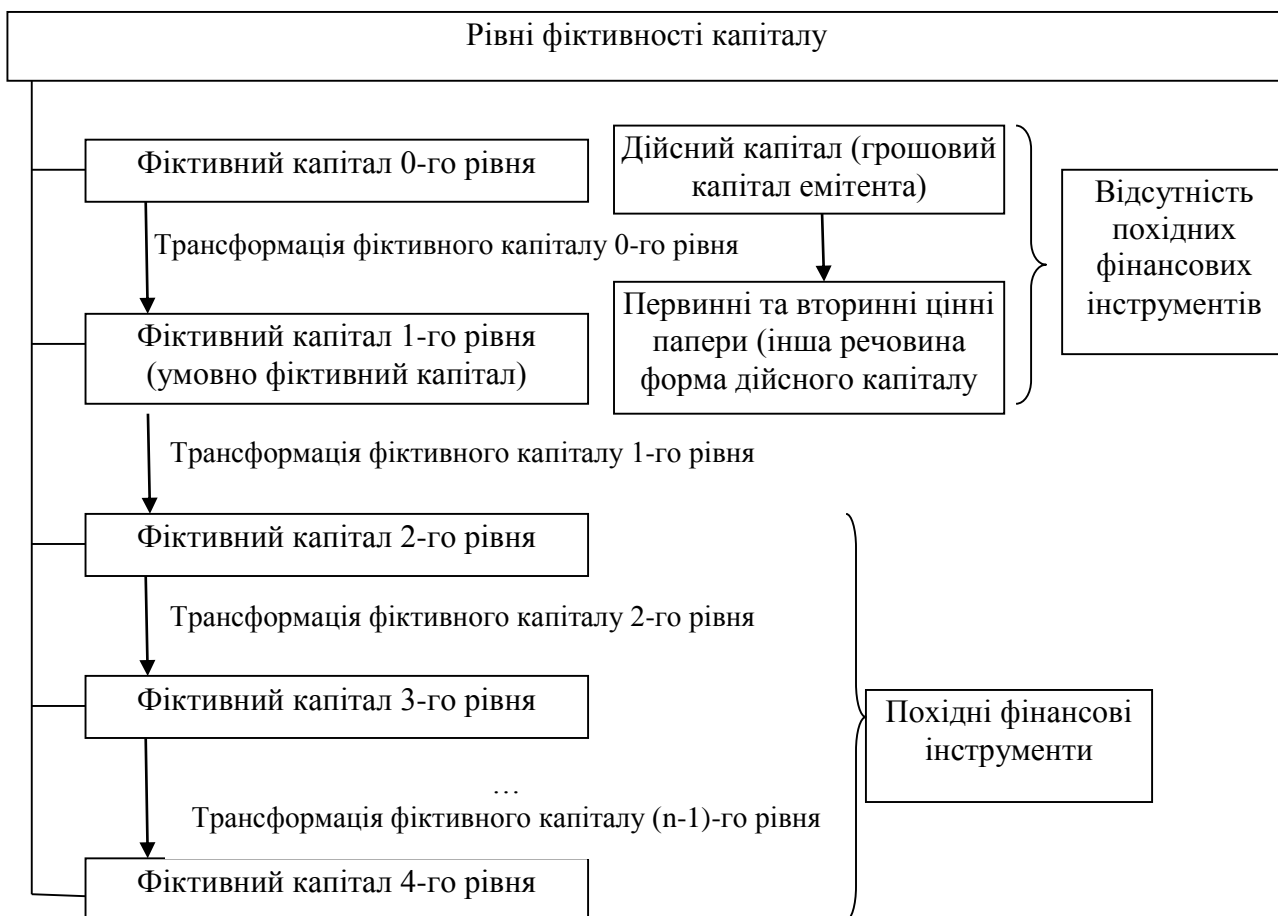 Рівні фіктивності капіталу
Фіктивний капітал 0-го рівня
Дійсний капітал (грошовий
капітал емітента)
Відсутність
похідних
фінансових
інструментів
Трансформація фіктивного капіталу 0-го рівня
Фіктивний капітал 1-го рівня
(умовно фіктивний капітал)
Первинні та вторинні цінні
папери (інша речовина
форма дійсного капіталу
Трансформація фіктивного капіталу 1-го рівня
Фіктивний капітал 2-го рівня
Трансформація фіктивного капіталу 2-го рівня
Фіктивний капітал 3-го рівня
Похідні фінансові
інструменти
…
Трансформація фіктивного капіталу (n-1)-го рівня
Фіктивний капітал 4-го рівня